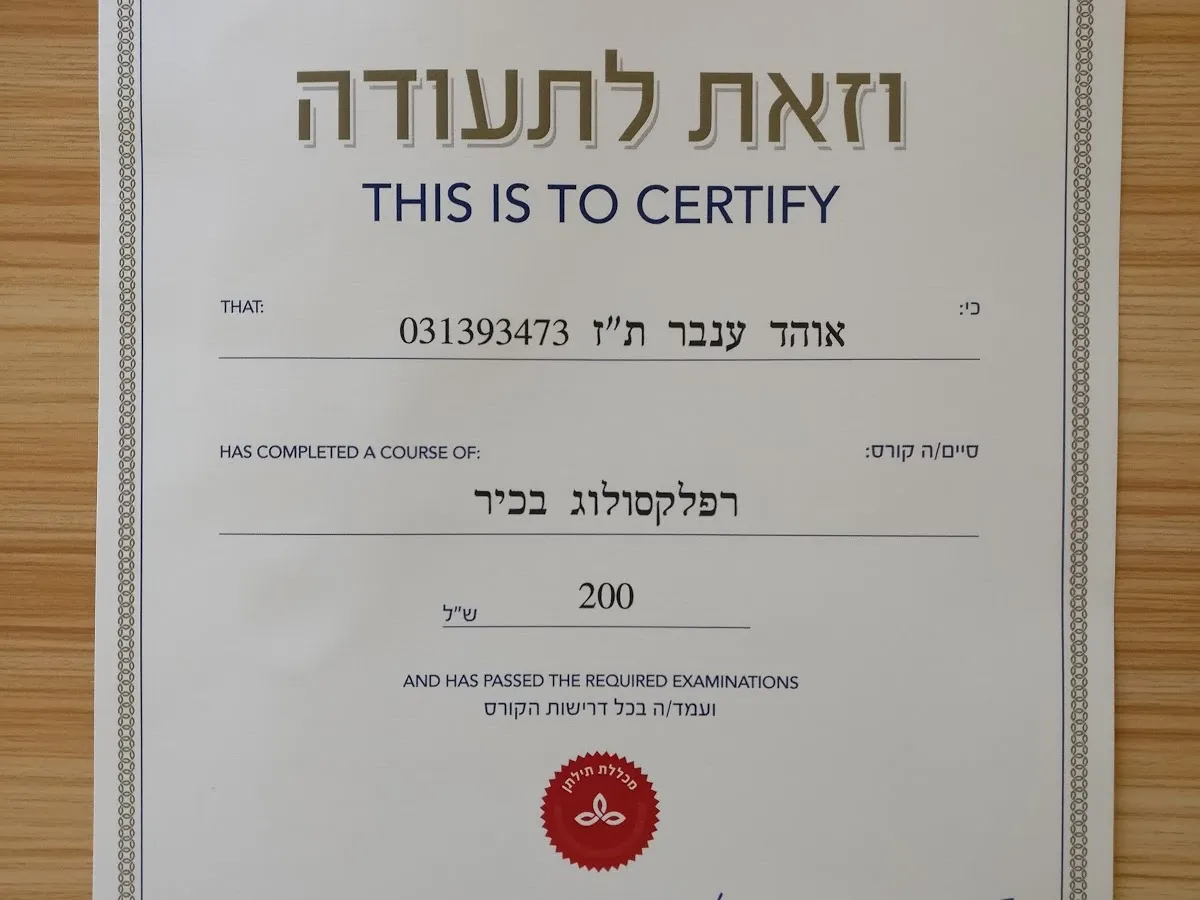 וזאת לתעודה
THIS IS TO CERTIFY
THAT: כי:
אוהד ענבר ת"ז 031393473
HAS COMPLETED A COURSE OF: סיים/ה קורס:
רפלקסולוג בכיר
200 ש"ל
AND HAS PASSED THE REQUIRED EXAMINATIONS
ועמד/ה בכל דרישות הקורס
מכללת תילתן